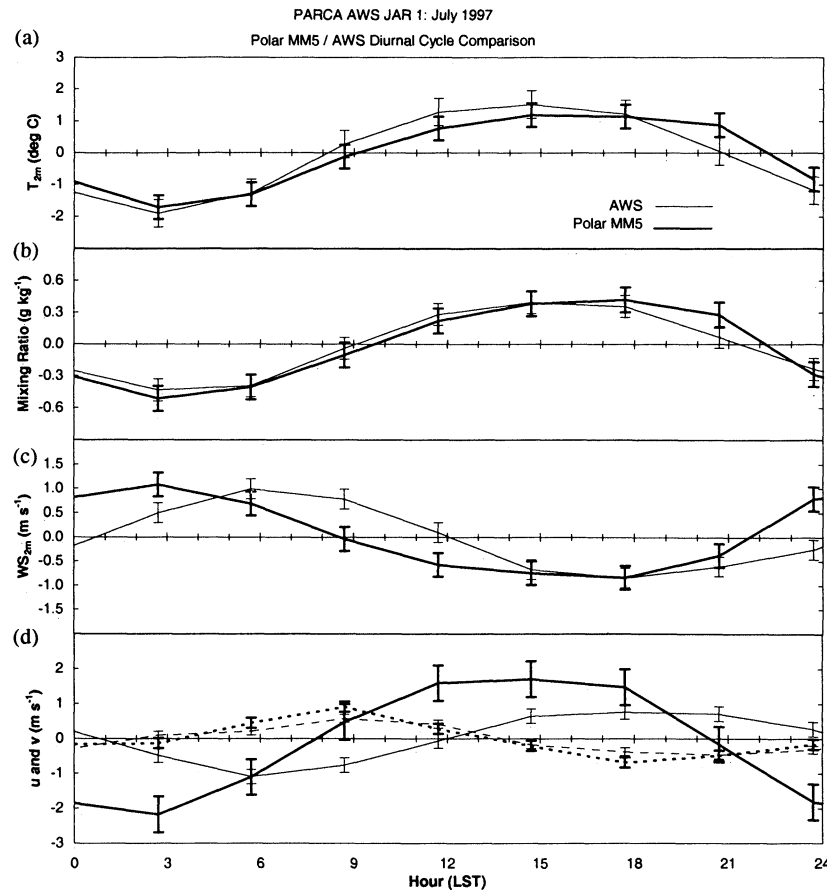 PARCA AWS JAR 1: July 1997
(a)
Polar MM5 / AWS Diurnal Cycle Comparison
3
2
1
0
-1
-2
T2m (deg C)
AWS
Polar MM5
(b)
0.6
0.3
0.0
-0.3
-0.6
Mixing Ratio (g kg-1)
(c)
1.5
1.0
0.5
0.0
-0.5
-1.0
-1.5
WS2m (m s-1)
(d)
2
1
0
-1
-2
-3
u and v (m s-1)
0 3 6 9 12 15 18 21 24
Hour (LST)